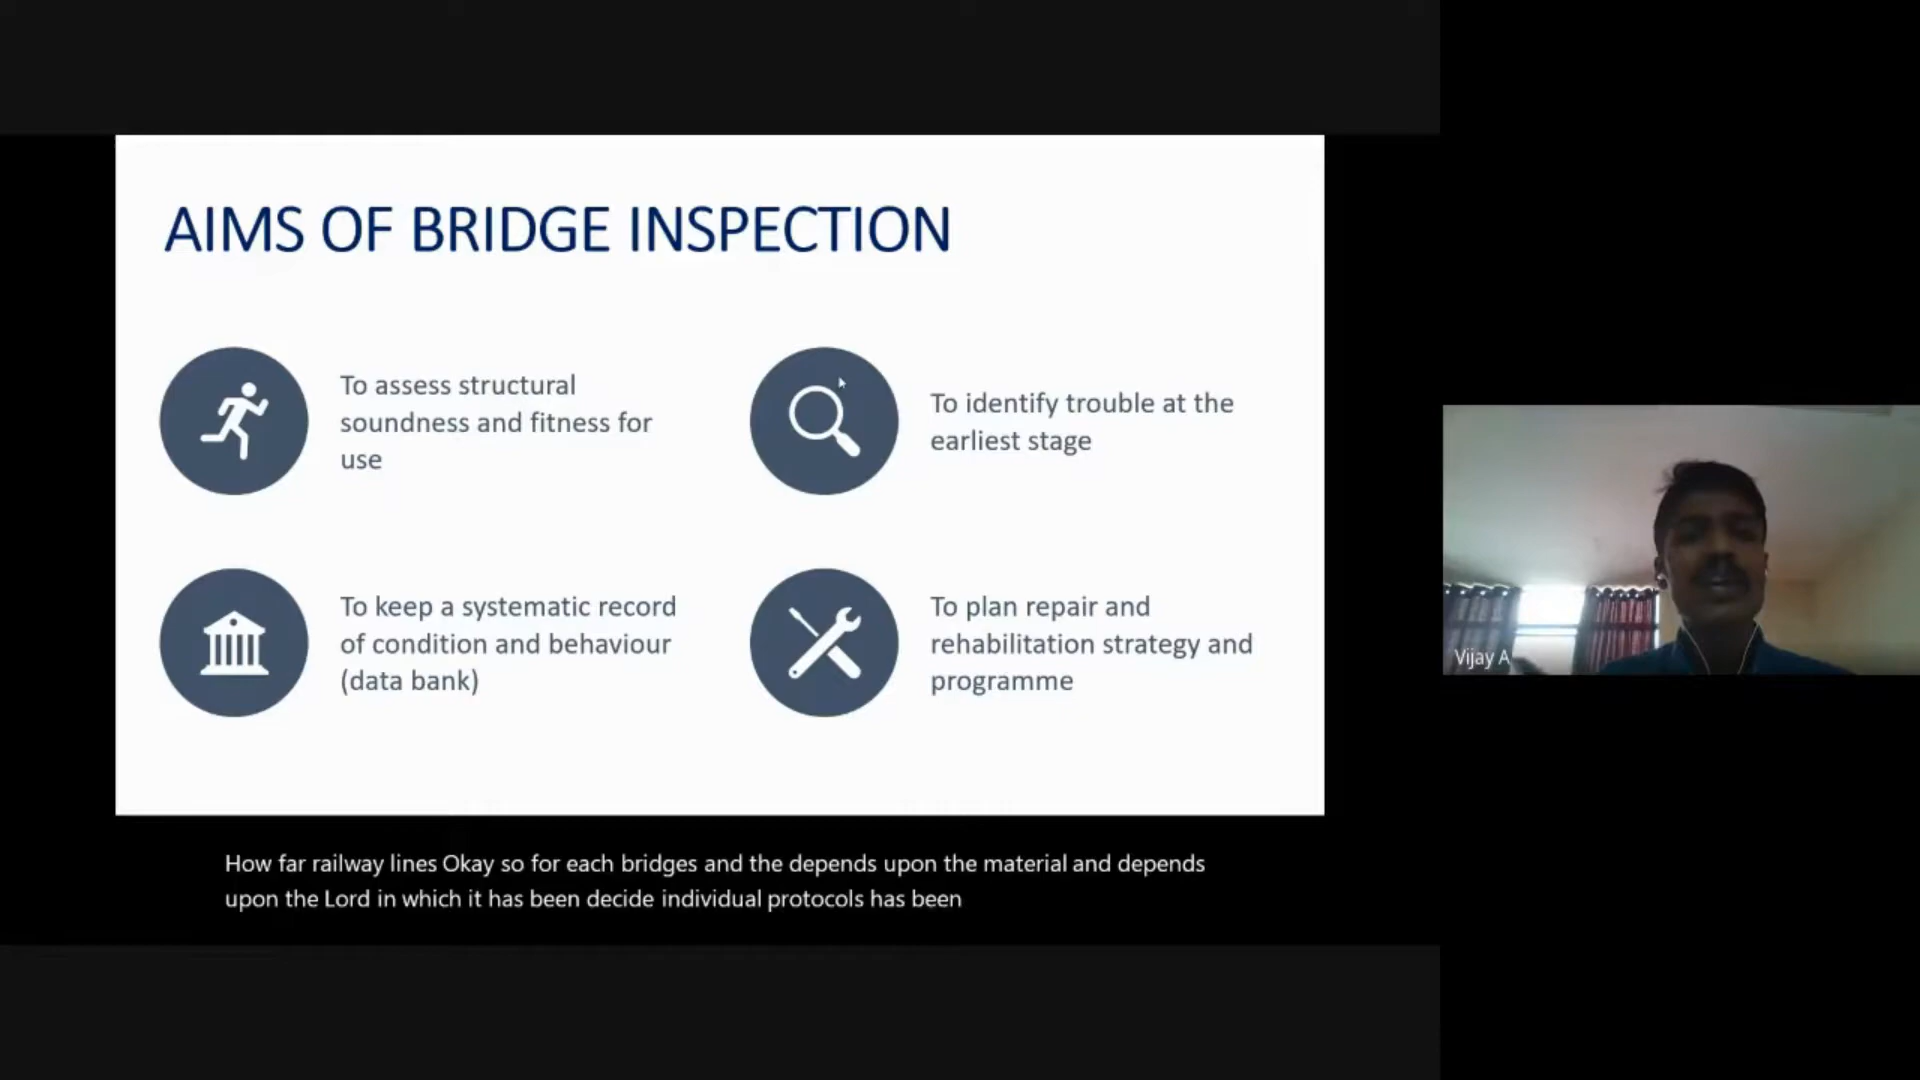 AIMS OF BRIDGE INSPECTION
To assess structural
soundness and fitness for
use
To identify trouble at the
earliest stage
To keep a systematic record
of condition and behaviour
(data bank)
To plan repair and
rehabilitation strategy and
programme
Vijay A
How far railway lines Okay so for each bridges and the depends upon the material and depends
upon the Lord in which it has been decide individual protocols has been